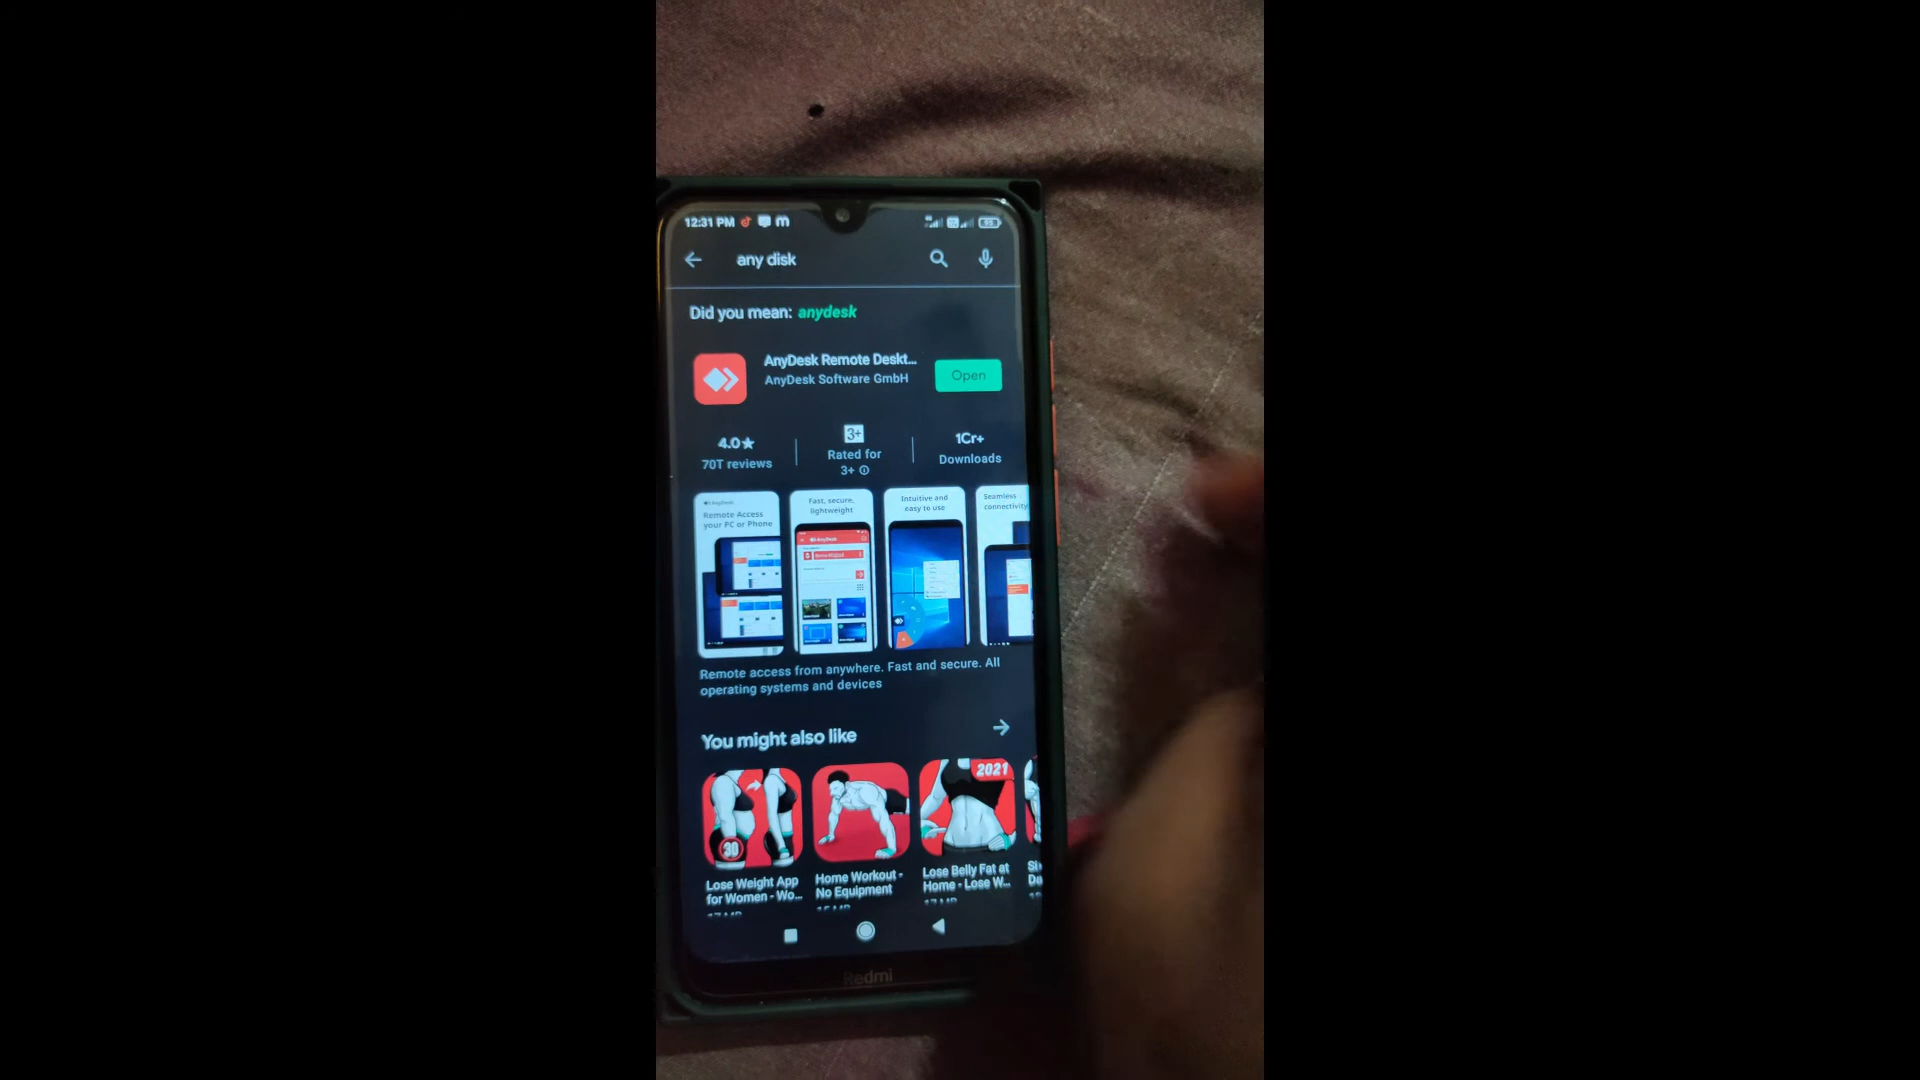 12:31 PM
any disk
Did you mean: anydesk
AnyDesk Remote Deskt...
AnyDesk Software GmbH
Open
4.0★
70T reviews
3+
Rated for
3+
1Cr+
Downloads
Remote Access
your PC or Phone
Fast, secure,
lightweight
Intuitive and
easy to use
Seamless
connectivity
Remote access from anywhere. Fast and secure. All
operating systems and devices
You might also like
30
2021
Lose Weight App
for Women - Wo...
Home Workout -
No Equipment
Lose Belly Fat at
Home - Lose W...
Redmi